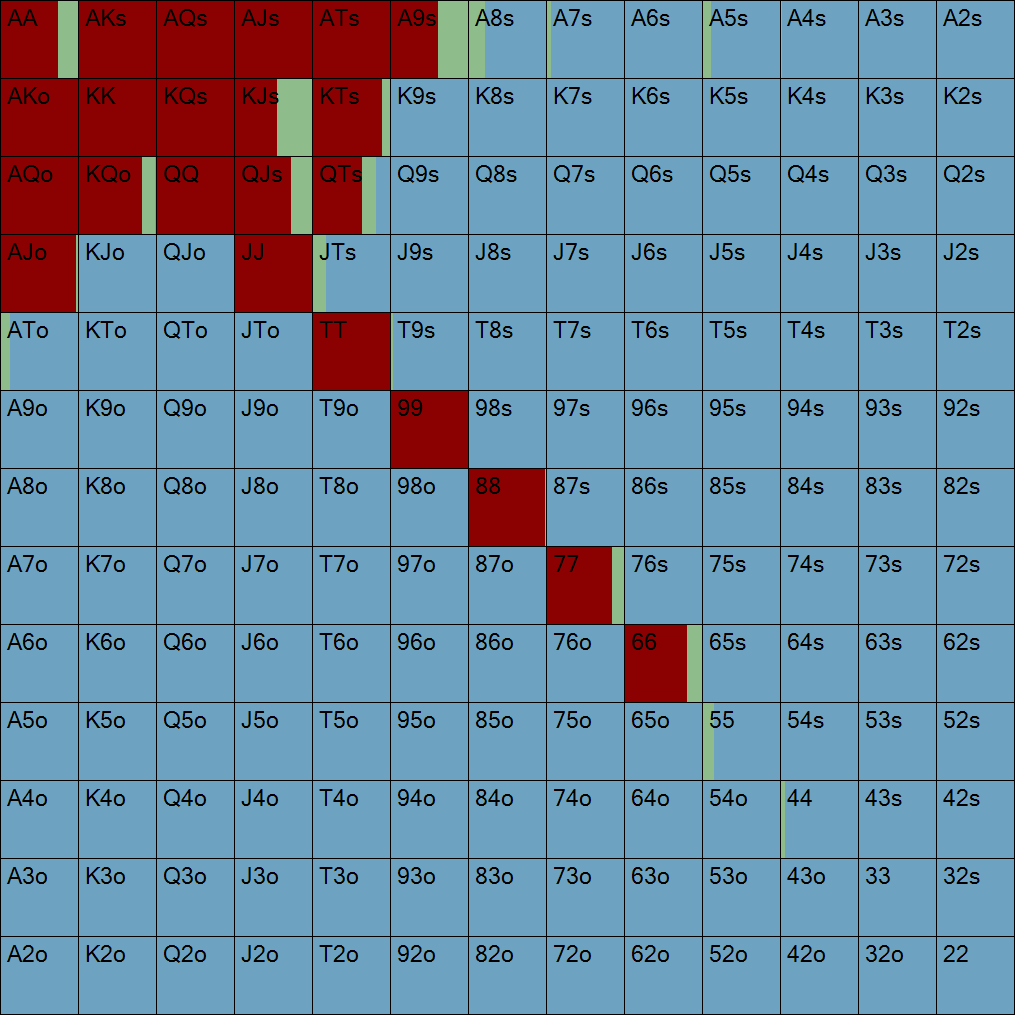 AA AKs AQs AJs ATs A9s A8s A7s A6s A5s A4s A3s A2s
AKo KK KQs KJs KTs K9s K8s K7s K6s K5s K4s K3s K2s
AQo KQo QQ QJs QTs Q9s Q8s Q7s Q6s Q5s Q4s Q3s Q2s
AJo KJo QJo JJ JTs J9s J8s J7s J6s J5s J4s J3s J2s
ATo KTo QTo JTo TT T9s T8s T7s T6s T5s T4s T3s T2s
A9o K9o Q9o J9o T9o 99 98s 97s 96s 95s 94s 93s 92s
A8o K8o Q8o J8o T8o 98o 88 87s 86s 85s 84s 83s 82s
A7o K7o Q7o J7o T7o 97o 87o 77 76s 75s 74s 73s 72s
A6o K6o Q6o J6o T6o 96o 86o 76o 66 65s 64s 63s 62s
A5o K5o Q5o J5o T5o 95o 85o 75o 65o 55 54s 53s 52s
A4o K4o Q4o J4o T4o 94o 84o 74o 64o 54o 44 43s 42s
A3o K3o Q3o J3o T3o 93o 83o 73o 63o 53o 43o 33 32s
A2o K2o Q2o J2o T2o 92o 82o 72o 62o 52o 42o 32o 22